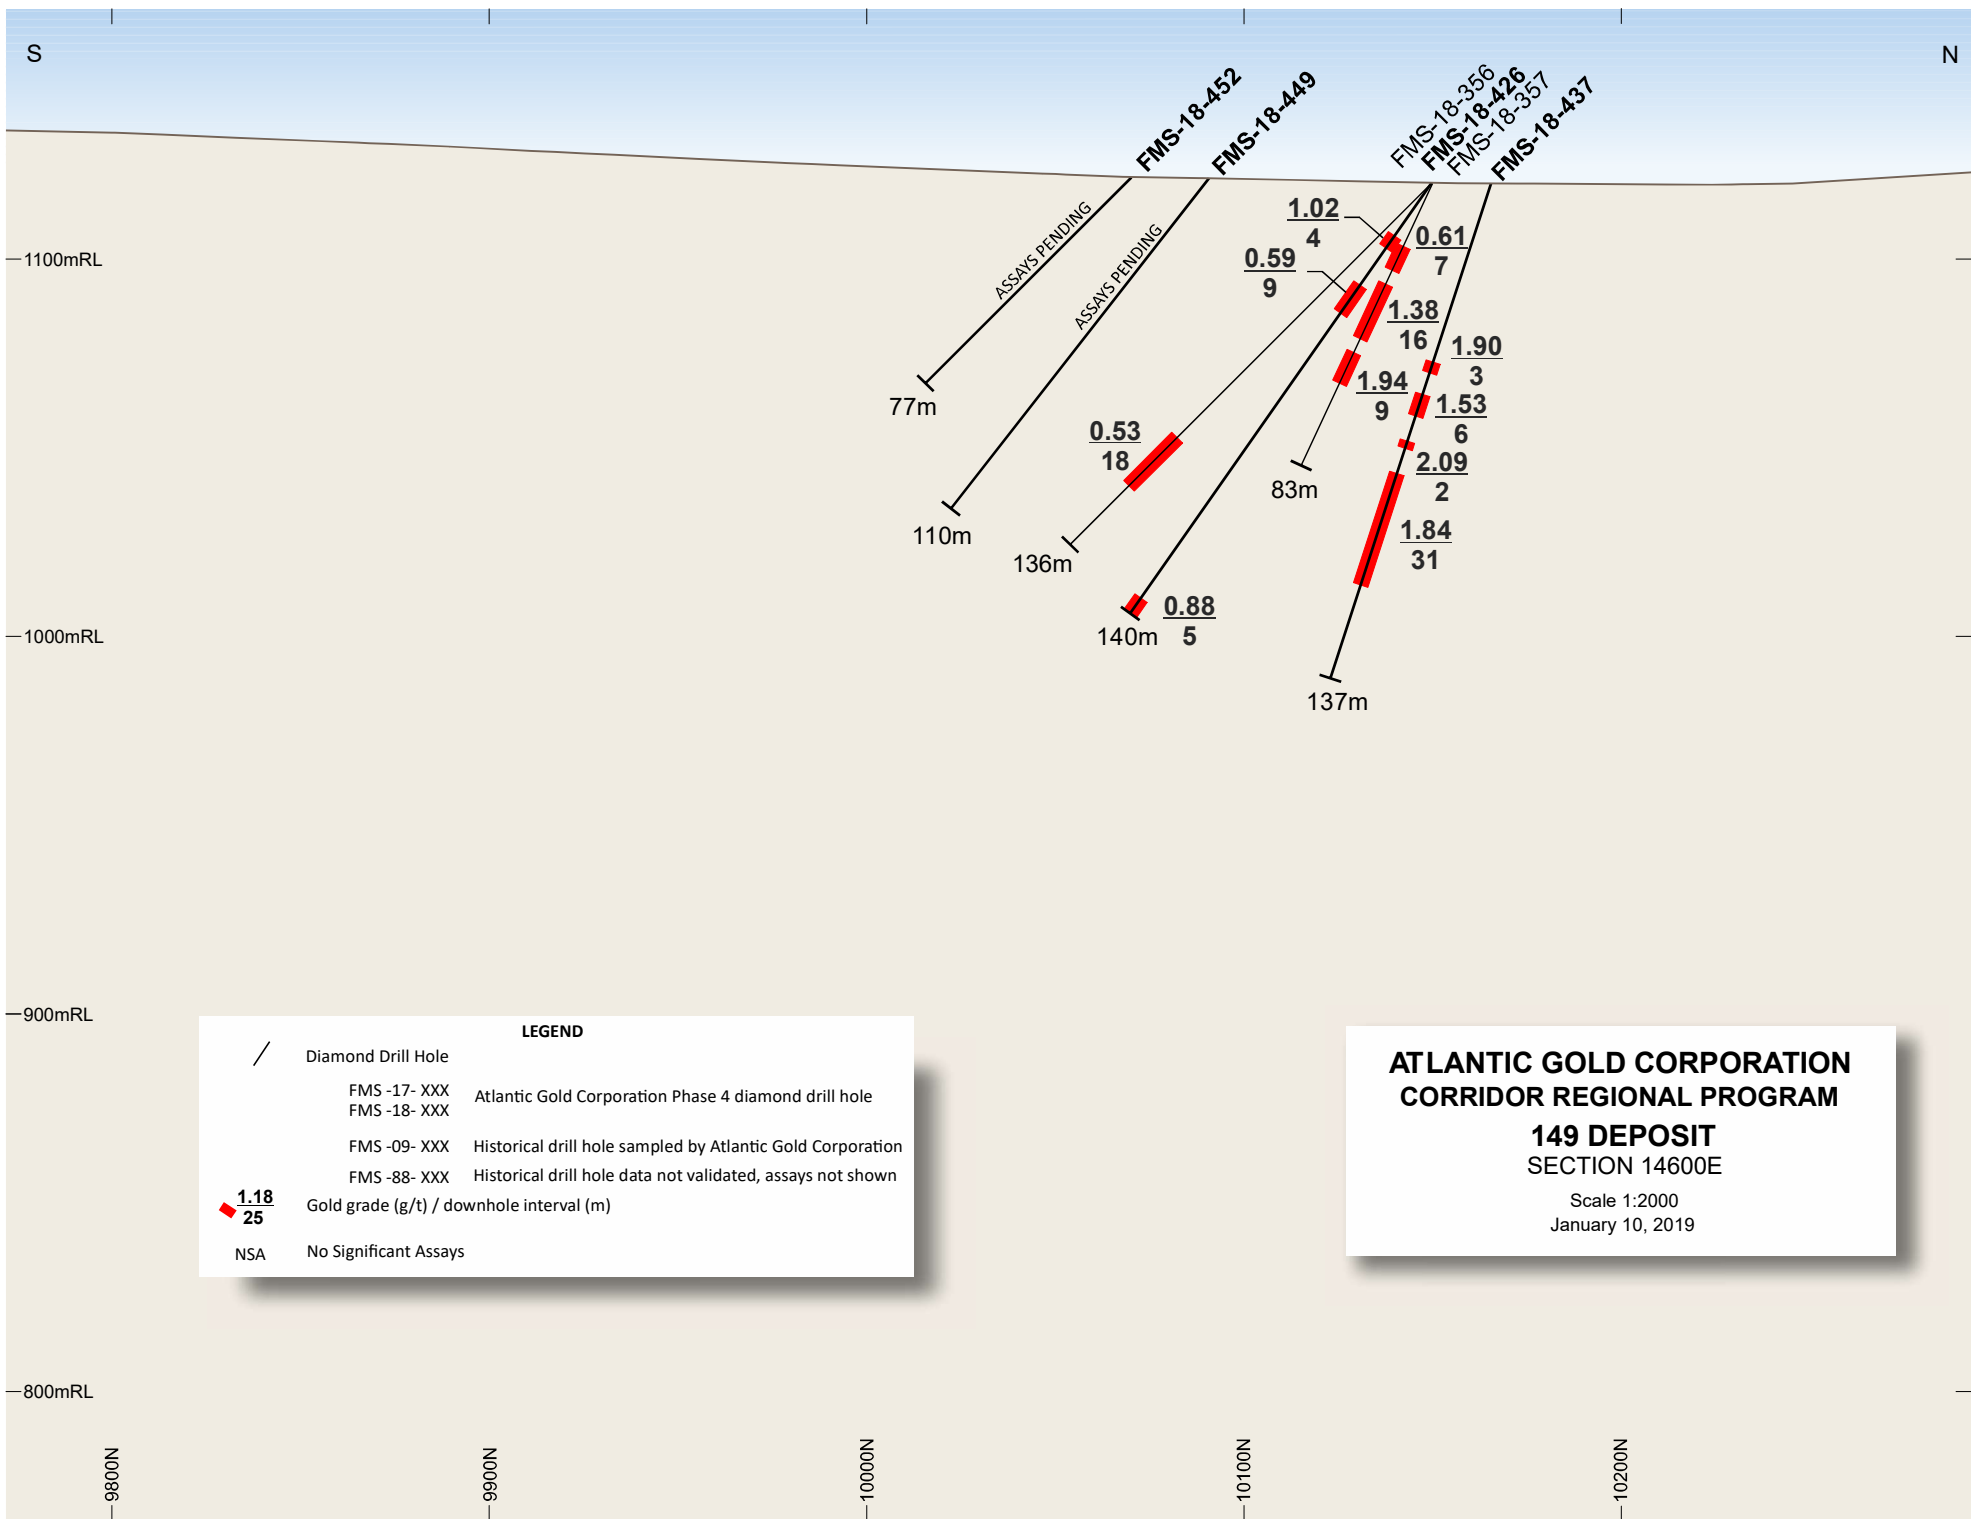 S
N
FMS-18-452
FMS-18-449
FMS-18-356
FMS-18-426
FMS-18-357
FMS-18-437
ASSAYS PENDING
ASSAYS PENDING
1.02
4
0.61
7
0.59
9
1100mRL
1.38
16
1.90
3
1.94
9
1.53
6
77m
0.53
18
2.09
2
83m
110m
1.84
31
136m
0.88
5
140m
1000mRL
137m
900mRL
LEGEND
Diamond Drill Hole
FMS -17- XXX
FMS -18- XXX
Atlantic Gold Corporation Phase 4 diamond drill hole
FMS -09- XXX Historical drill hole sampled by Atlantic Gold Corporation
FMS -88- XXX Historical drill hole data not validated, assays not shown
1.18
25
Gold grade (g/t) / downhole interval (m)
NSA No Significant Assays
ATLANTIC GOLD CORPORATION
CORRIDOR REGIONAL PROGRAM
149 DEPOSIT
SECTION 14600E
Scale 1:2000
January 10, 2019
800mRL
9800N
9900N
10000N
10100N
10200N